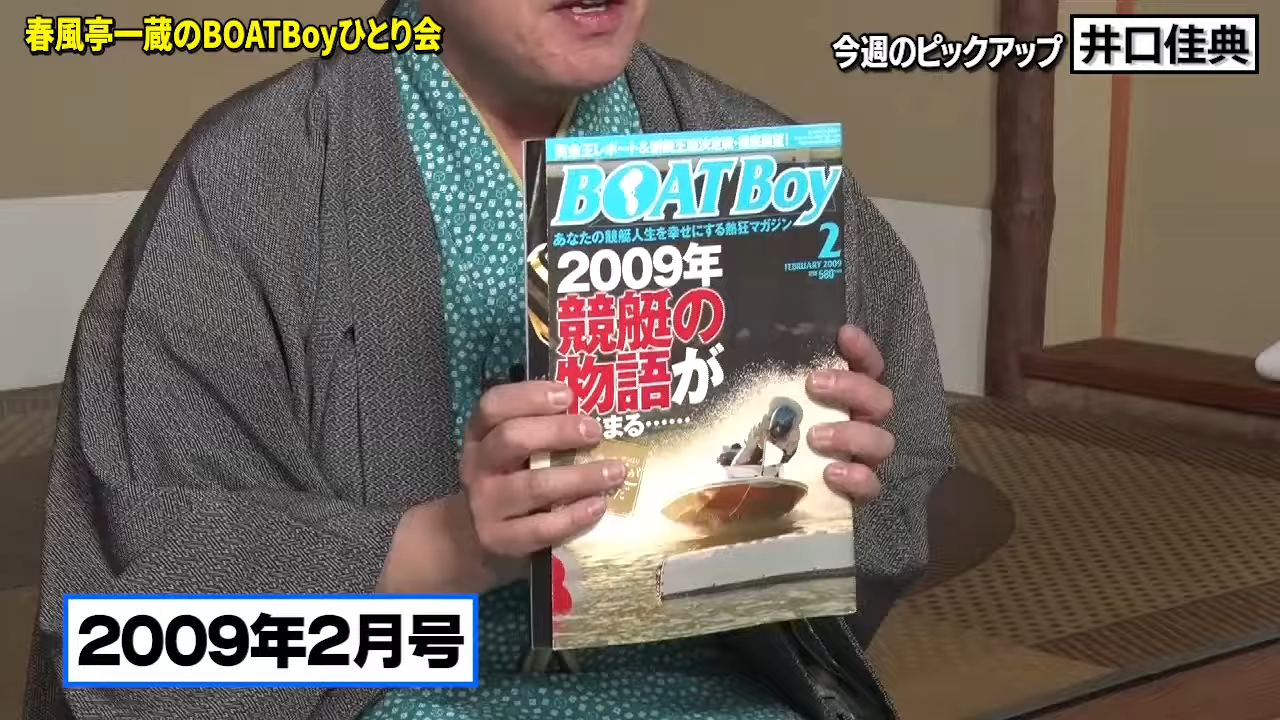 春風亭一蔵のBOATBoyひとり会
今週のピックアップ 井口佳典
BOATBoy
あなたの競艇人生を幸せにする熱狂マガジン
2
FEBRUARY 2009
580
2009年
競艇の
物語が
まる……
2009年2月号